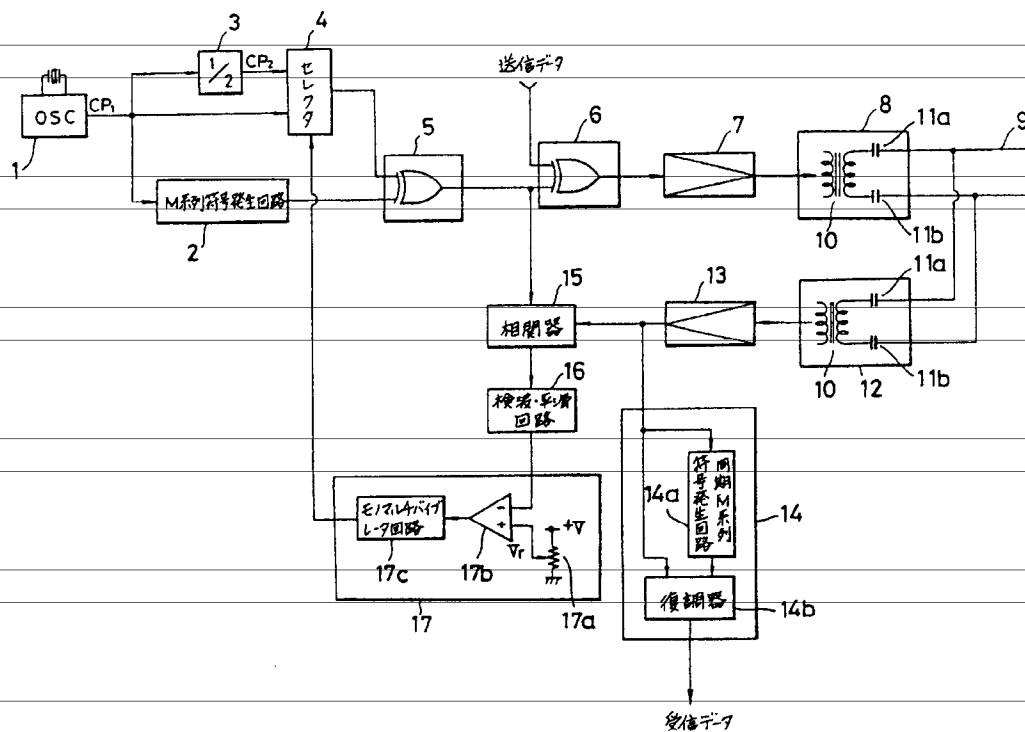 3
4
1/2
CP2
セレクタ
OSC
CP1
1
送信データ
5
6
7
8
11a
9
M系列符号発生回路
2
10
11b
15
13
11a
相関器
16
10
12
11b
検波・平滑
回路
モノマルチバイブ
レータ回路
17c
-
+
Vr
17b
+V
17a
17
14a
同期M系列
符号発生回路
14
復調器
14b
受信データ